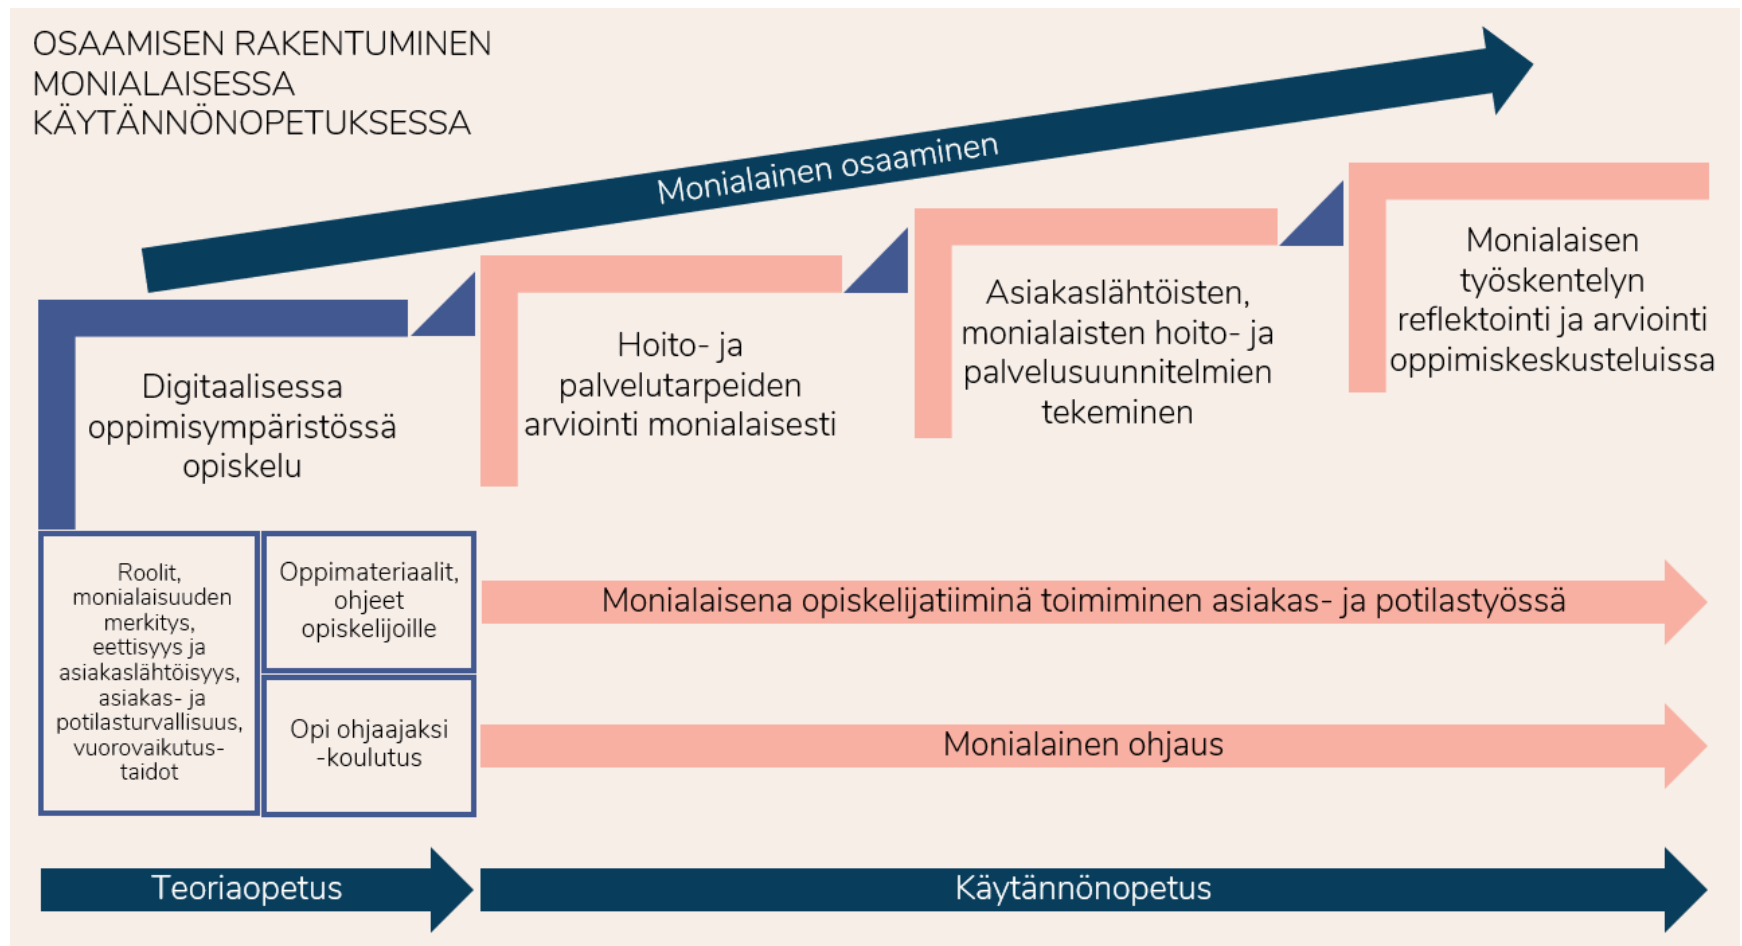 OSAAMISEN RAKENTUMINEN
MONIALAISESSA
KÄYTÄNNÖNOPETUKSESSA
Monialainen osaaminen
Digitaalisessa
oppimisympäristössä
opiskelu
Hoito- ja
palvelutarpeiden
arviointi monialaisesti
Asiakaslähtöisten,
monialaisten hoito- ja
palvelusuunnitelmien
tekeminen
Monialaisen
työskentelyn
reflektointi ja arviointi
oppimiskeskusteluissa
Roolit,
monialaisuuden
merkitys,
eettisyys ja
asiakaslähtöisyys,
asiakas- ja
potilasturvallisuus,
vuorovaikutus-
taidot
Oppimateriaalit,
ohjeet
opiskelijoille
Opi ohjaajaksi
-koulutus
Monialaisena opiskelijatiiminä toimiminen asiakas- ja potilastyössä
Monialainen ohjaus
Teoriaopetus
Käytännönopetus